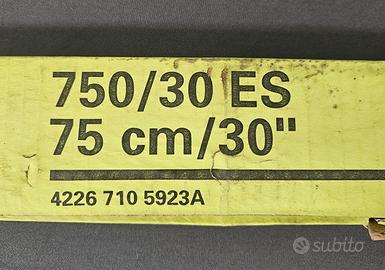 750/30 ES
75 cm/30"
4226 710 5923A
subito